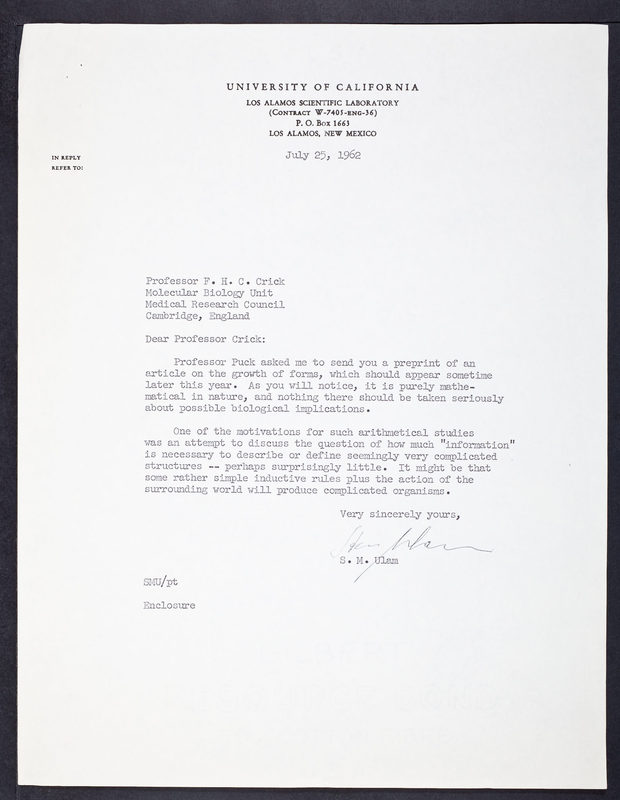 UNIVERSITY OF CALIFORNIA
LOS ALAMOS SCIENTIFIC LABORATORY
(CONTRACT W-7405-ENG-36)
P. O. BOX 1663
LOS ALAMOS, NEW MEXICO
July 25, 1962
IN REPLY
REFER TO:
Professor F. H. C. Crick
Molecular Biology Unit
Medical Research Council
Cambridge, England
Dear Professor Crick:
Professor Puck asked me to send you a preprint of an
article on the growth of forms, which should appear sometime
later this year. As you will notice, it is purely mathe-
matical in nature, and nothing there should be taken seriously
about possible biological implications.
One of the motivations for such arithmetical studies
was an attempt to discuss the question of how much "information"
is necessary to describe or define seemingly very complicated
structures -- perhaps surprisingly little. It might be that
some rather simple inductive rules plus the action of the
surrounding world will produce complicated organisms.
Very sincerely yours,
Stan Ulam
S. M. Ulam
SMU/pt
Enclosure